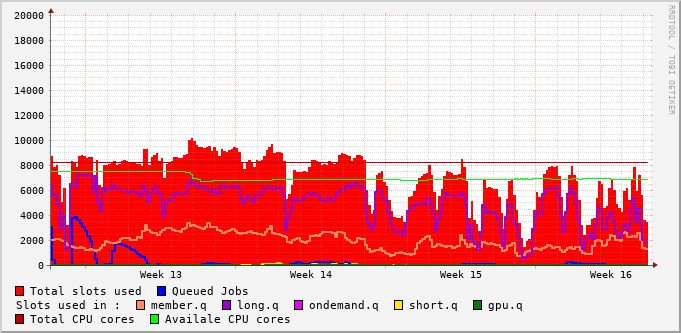 20000
18000
16000
14000
12000
10000
8000
6000
4000
2000
0
Week 13 Week 14 Week 15 Week 16
Total slots used Queued Jobs
Slots used in : member.q long.q ondemand.q short.q gpu.q
Total CPU cores Availale CPU cores
RRDTOOL / TOBI OETIKER